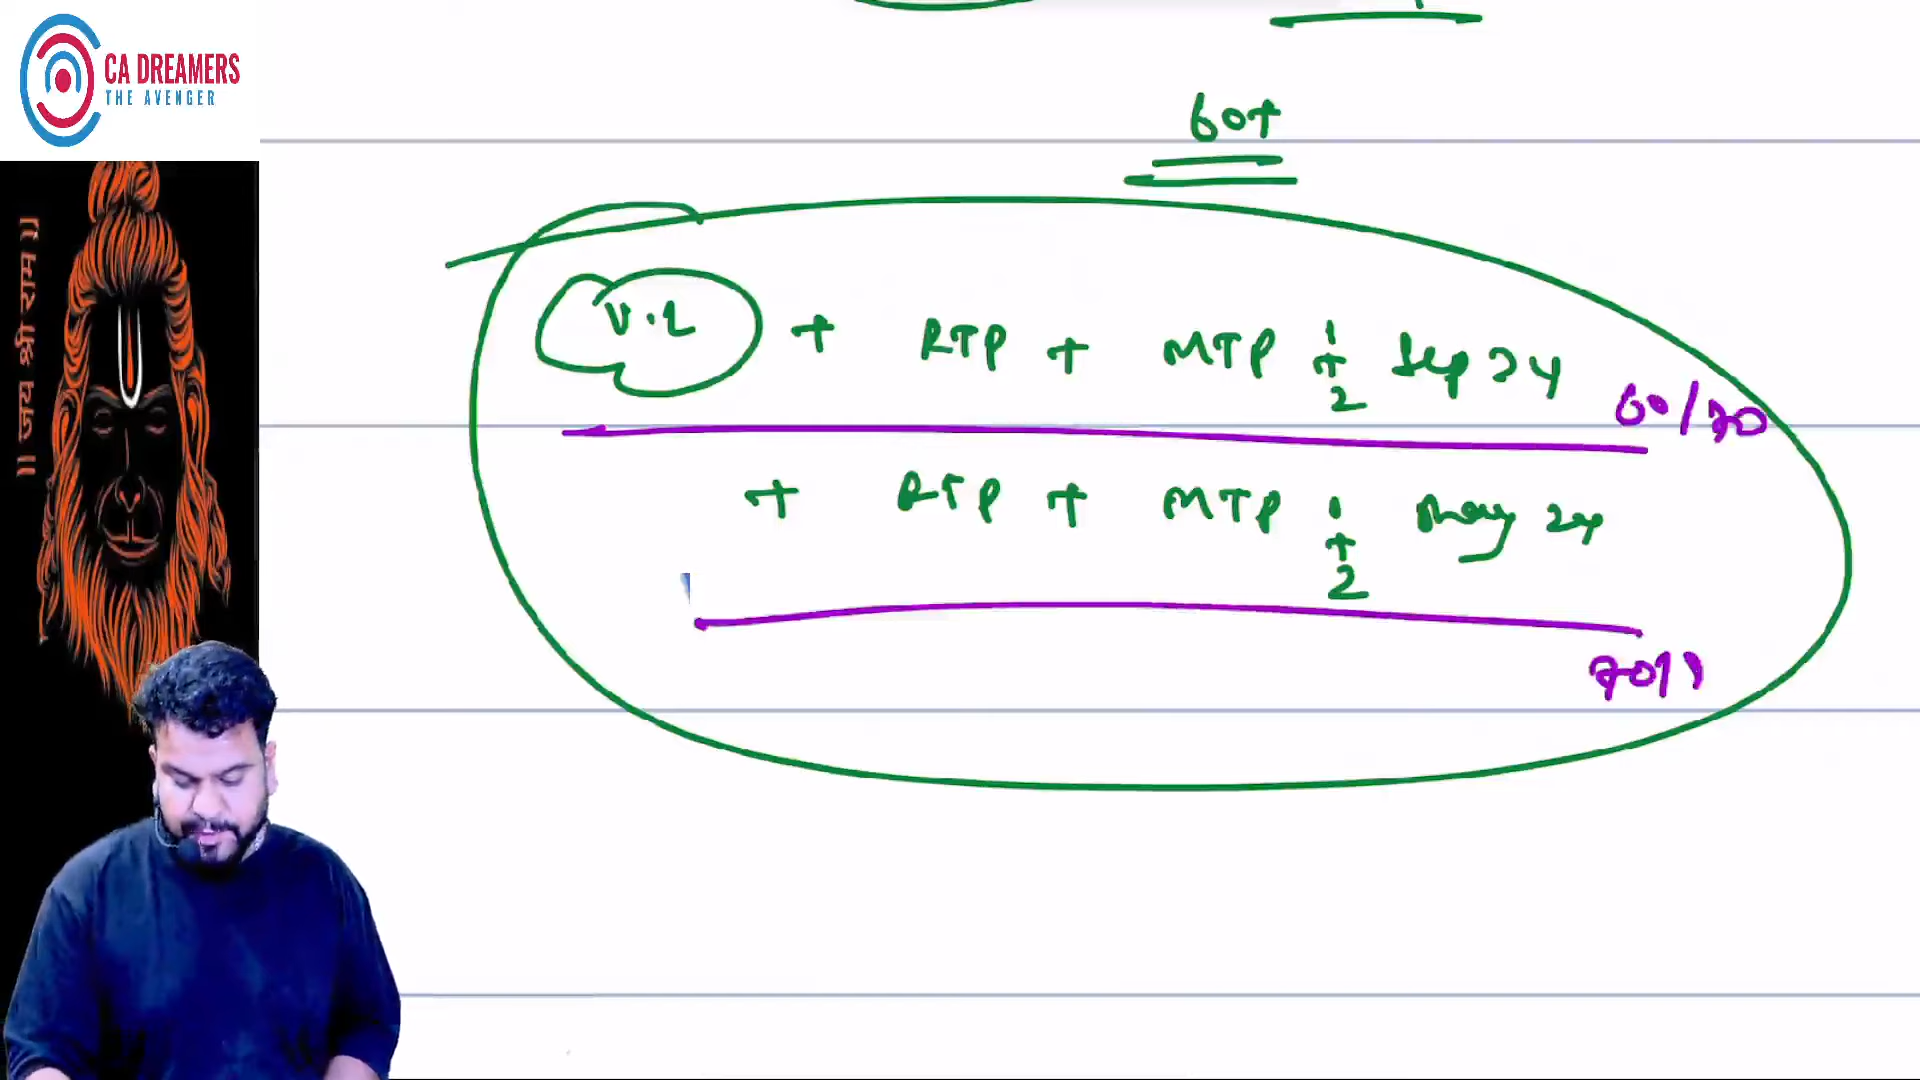 CA DREAMERS
THE AVENGER
60+
V.I + RTP + MTP 1 + 2 Sep 24
60/70
+ RTP + MTP 1 + 2 May 24
70%